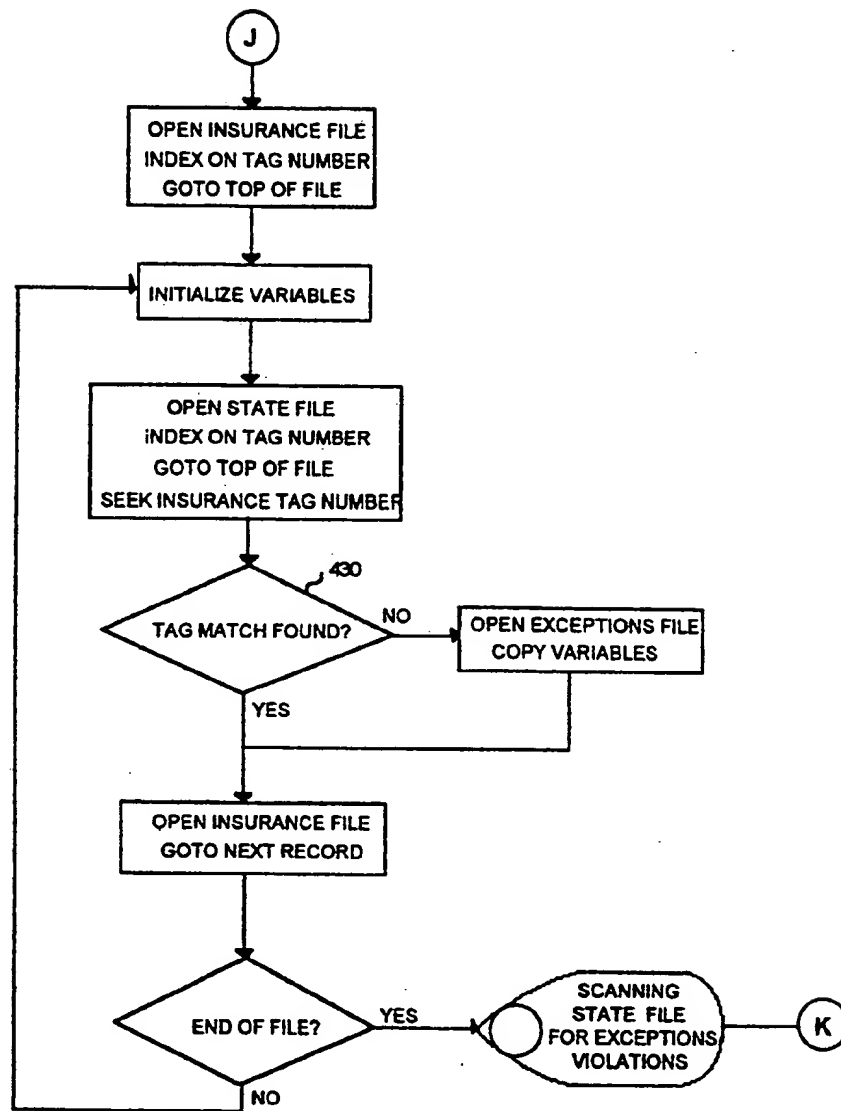 J
OPEN INSURANCE FILE
INDEX ON TAG NUMBER
GOTO TOP OF FILE
INITIALIZE VARIABLES
OPEN STATE FILE
INDEX ON TAG NUMBER
GOTO TOP OF FILE
SEEK INSURANCE TAG NUMBER
430
TAG MATCH FOUND?
NO
OPEN EXCEPTIONS FILE
COPY VARIABLES
YES
OPEN INSURANCE FILE
GOTO NEXT RECORD
END OF FILE?
YES
SCANNING
STATE FILE
FOR EXCEPTIONS
VIOLATIONS
K
NO